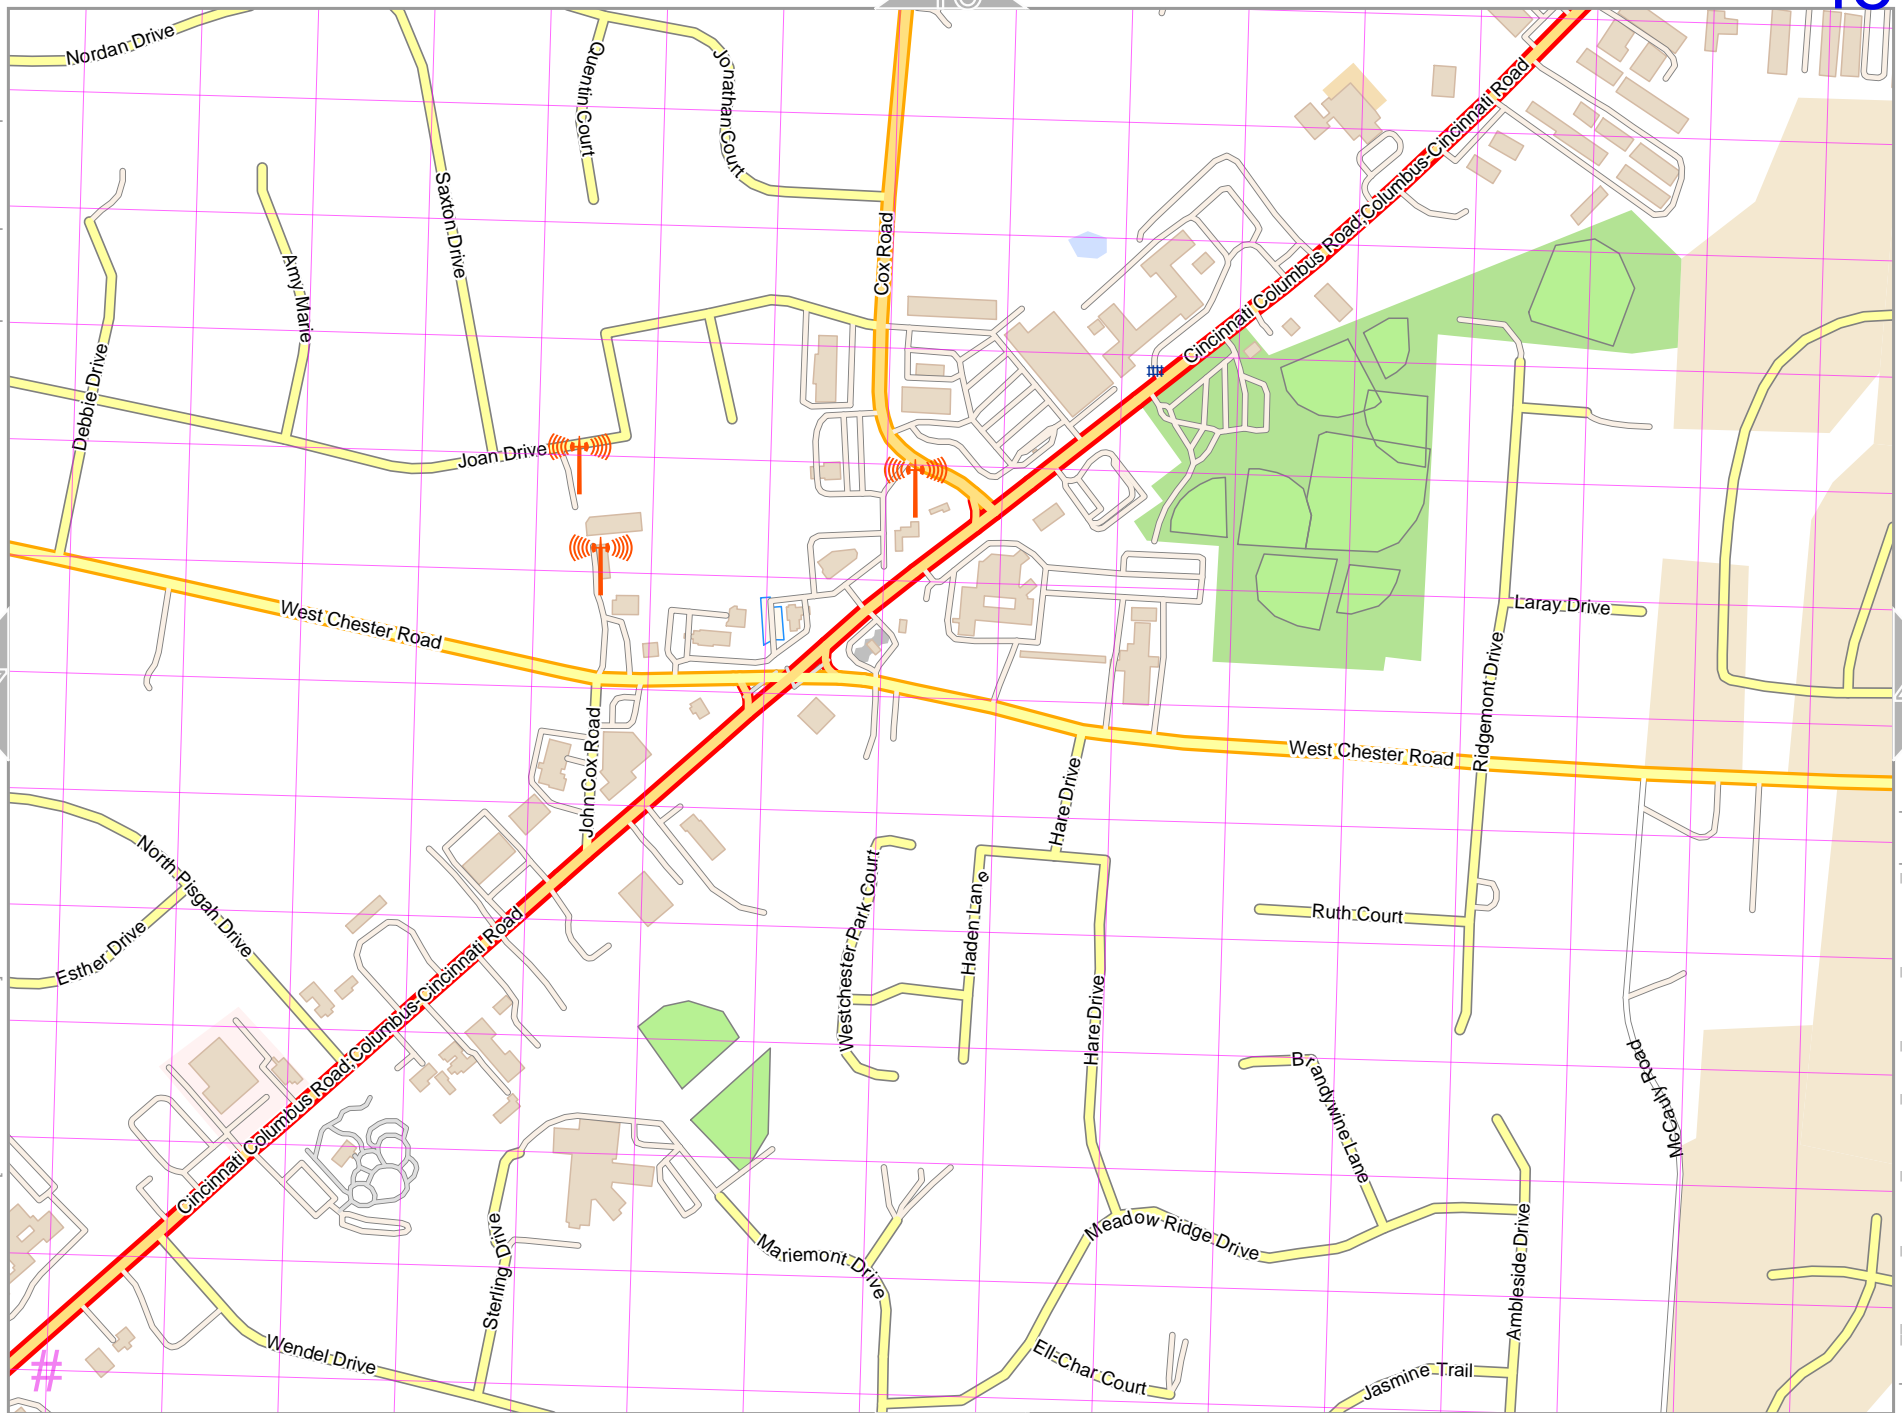 Nordan Drive
Quentin Court
Jonathan Court
Cincinnati Columbus Road;Columbus-Cincinnati Road
Saxton Drive
Amy Marie
Cox Road
Debbie Drive
Joan Drive
West Chester Road
Laray Drive
Ridgemont Drive
West Chester Road
John Cox Road
Hare Drive
North Pisgah Drive
Esther Drive
Westchester Park Court
Haden Lane
Ruth Court
Hare Drive
Cincinnati Columbus Road;Columbus-Cincinnati Road
McCauly Road
Brandywine Lane
Meadow Ridge Drive
Mariemont Drive
Sterling Drive
Ambleside Drive
Wendel Drive
Ell-Char Court
Jasmine Trail
#